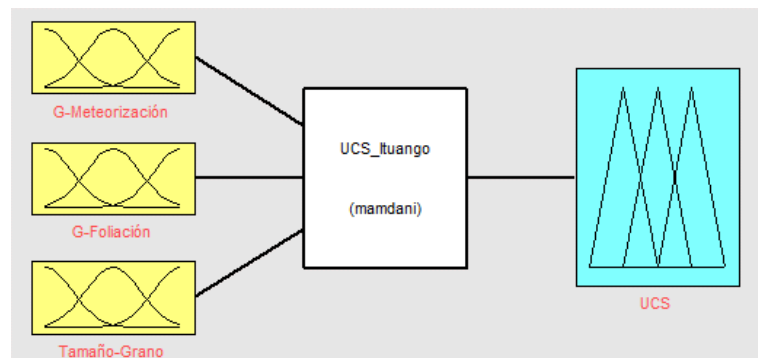 G-Meteorización
G-Foliación
Tamaño-Grano
UCS_Ituango
(mamdani)
UCS